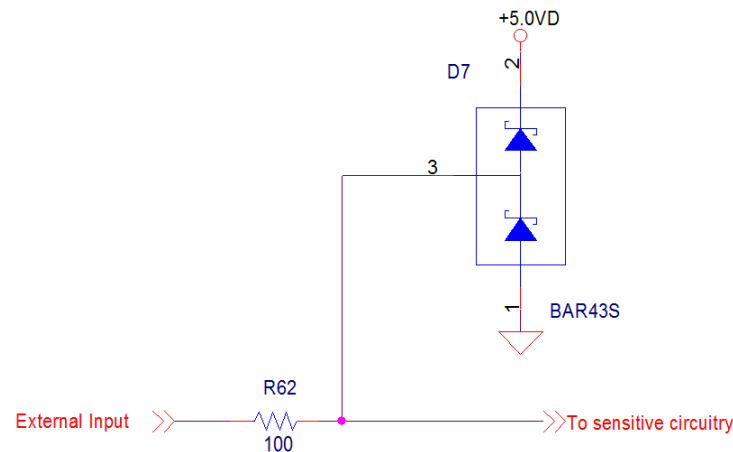 +5.0VD
2
D7
3
1
BAR43S
R62
External Input
To sensitive circuitry
100